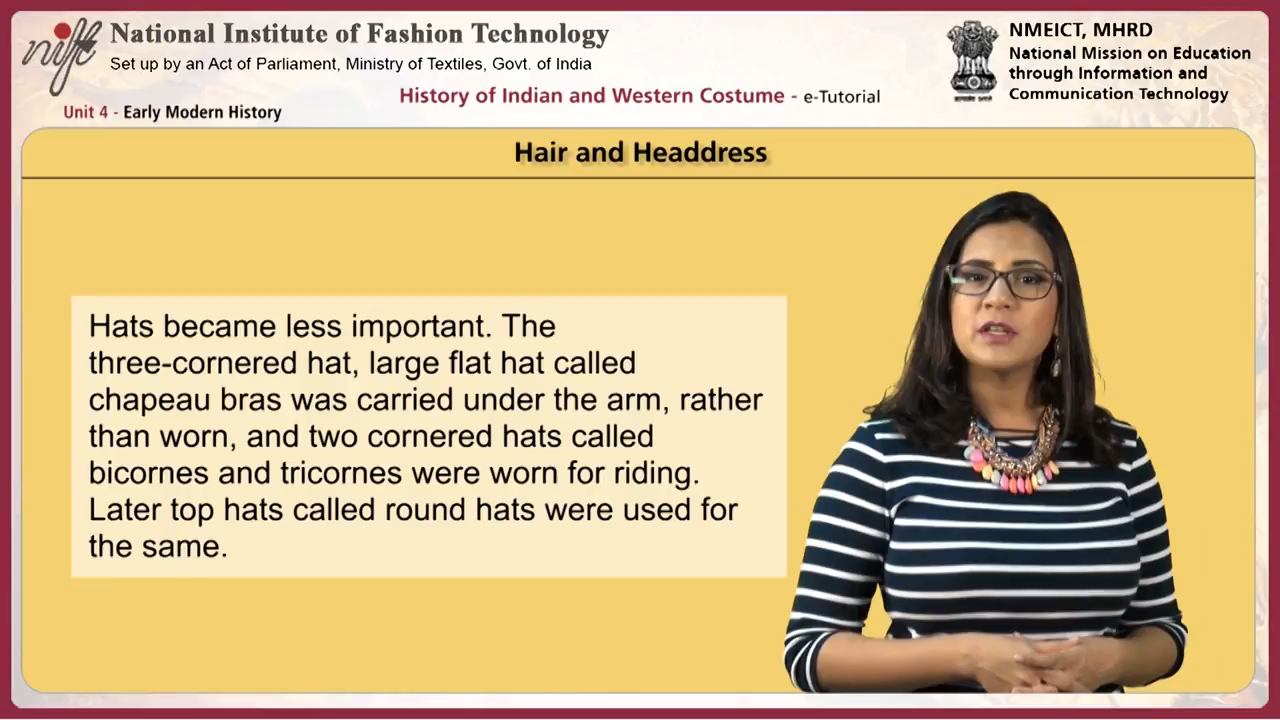 nift
National Institute of Fashion Technology
Set up by an Act of Parliament, Ministry of Textiles, Govt. of India
NMEICT, MHRD
National Mission on Education
through Information and
Communication Technology
History of Indian and Western Costume - e-Tutorial
Unit 4 - Early Modern History
Hair and Headdress
Hats became less important. The
three-cornered hat, large flat hat called
chapeau bras was carried under the arm, rather
than worn, and two cornered hats called
bicornes and tricornes were worn for riding.
Later top hats called round hats were used for
the same.